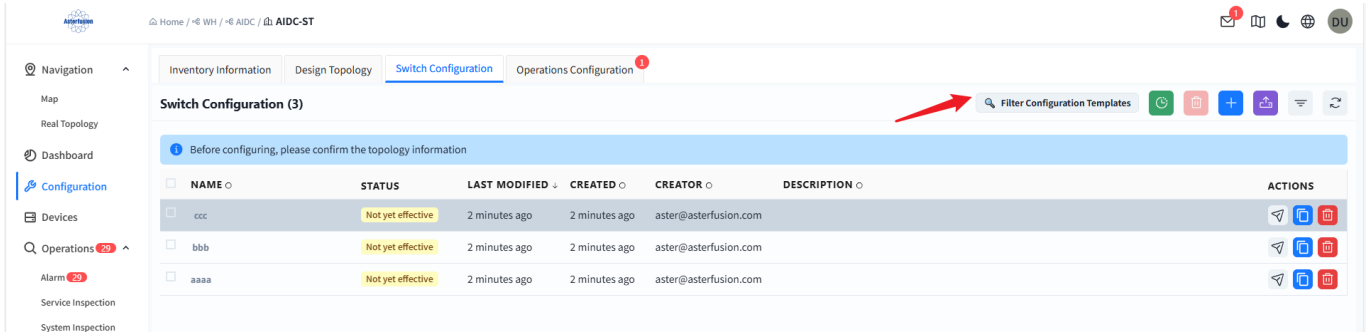 Asterfusion
Home / WH / AIDC / AIDC-ST
1
DU
Navigation
Map
Real Topology
Dashboard
Configuration
Devices
Operations 29
Alarm 29
Service Inspection
System Inspection
Inventory Information
Design Topology
Switch Configuration
Operations Configuration 1
Switch Configuration (3)
Filter Configuration Templates
Before configuring, please confirm the topology information
NAME STATUS LAST MODIFIED ↓ CREATED CREATOR DESCRIPTION ACTIONS
ccc Not yet effective 2 minutes ago 2 minutes ago aster@asterfusion.com
bbb Not yet effective 2 minutes ago 2 minutes ago aster@asterfusion.com
aaaa Not yet effective 2 minutes ago 2 minutes ago aster@asterfusion.com